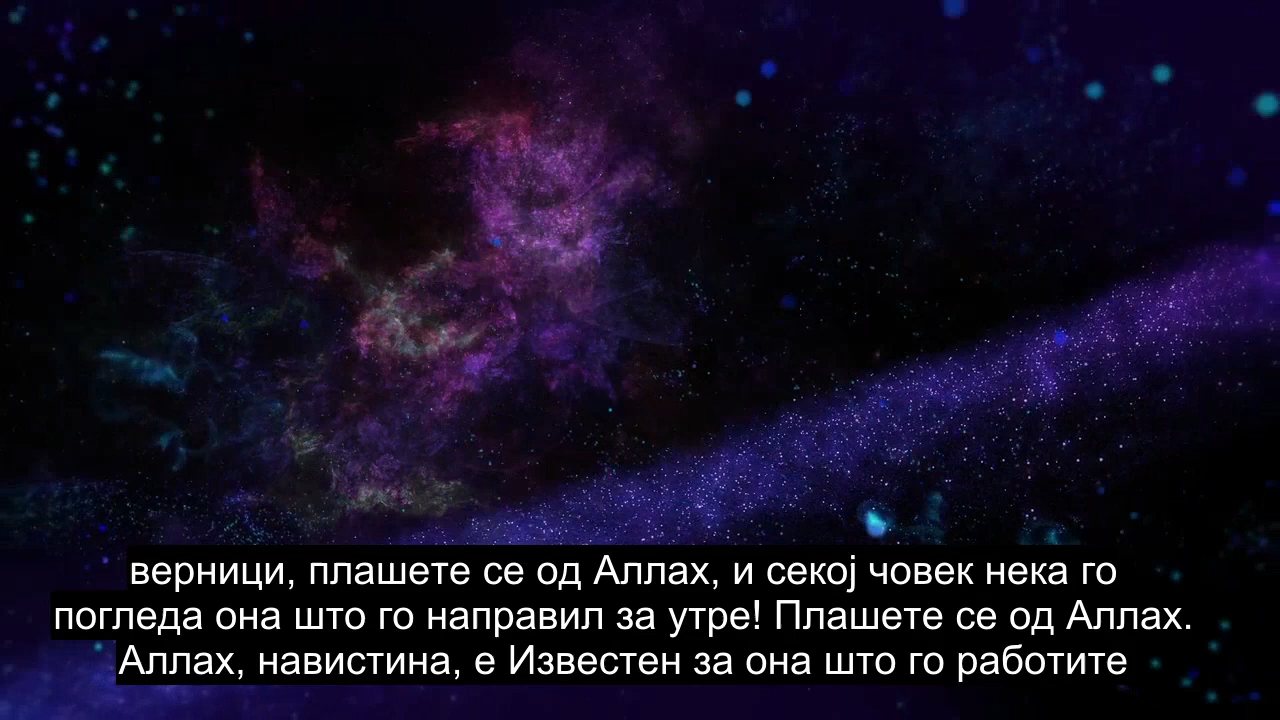 верници, плашете се од Аллах, и секој човек нека го
погледа она што го направил за утре! Плашете се од Аллах.
Аллах, навистина, е Известен за она што го работите